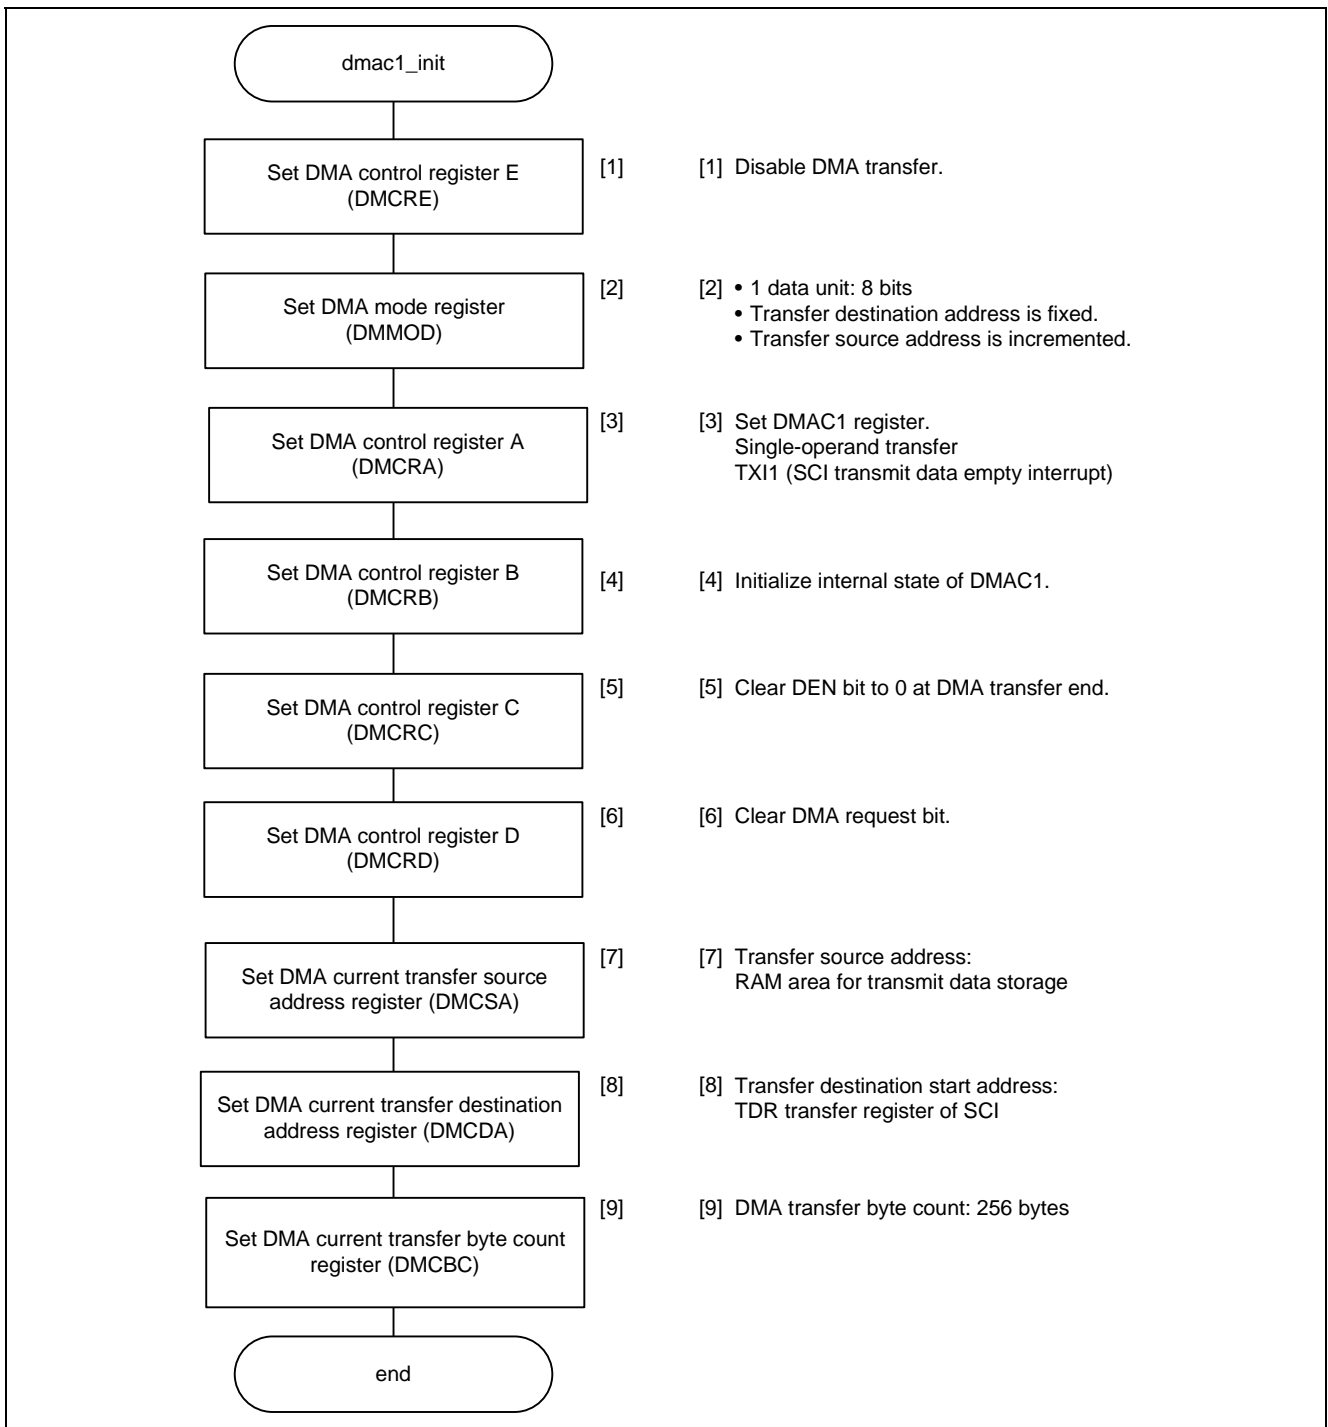 dmac1_init
Set DMA control register E
(DMCRE)
[1]
[1] Disable DMA transfer.
Set DMA mode register
(DMMOD)
[2]
[2] • 1 data unit: 8 bits
• Transfer destination address is fixed.
• Transfer source address is incremented.
Set DMA control register A
(DMCRA)
[3]
[3] Set DMAC1 register.
Single-operand transfer
TXI1 (SCI transmit data empty interrupt)
Set DMA control register B
(DMCRB)
[4]
[4] Initialize internal state of DMAC1.
Set DMA control register C
(DMCRC)
[5]
[5] Clear DEN bit to 0 at DMA transfer end.
Set DMA control register D
(DMCRD)
[6]
[6] Clear DMA request bit.
Set DMA current transfer source
address register (DMCSA)
[7]
[7] Transfer source address:
RAM area for transmit data storage
Set DMA current transfer destination
address register (DMCDA)
[8]
[8] Transfer destination start address:
TDR transfer register of SCI
Set DMA current transfer byte count
register (DMCBC)
[9]
[9] DMA transfer byte count: 256 bytes
end